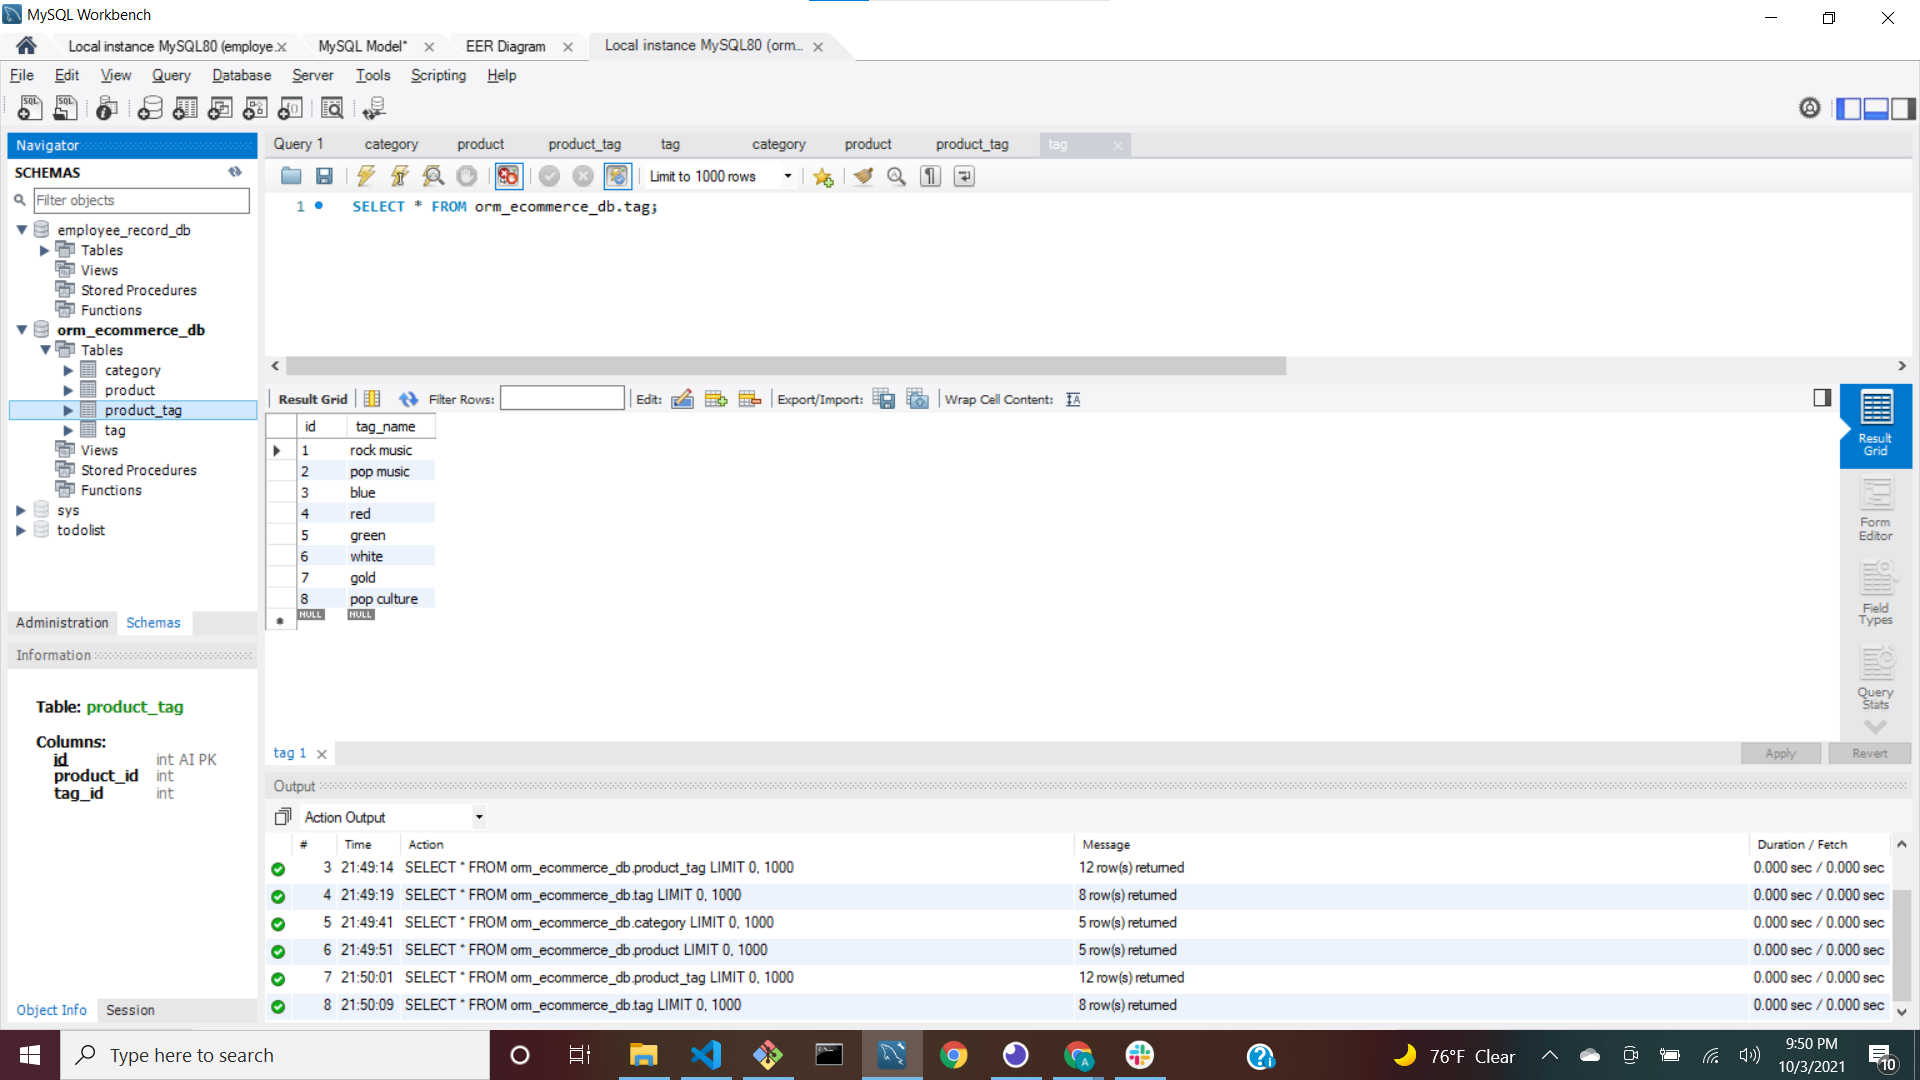 MySQL Workbench
Local instance MySQL80 (employe... MySQL Model* EER Diagram Local instance MySQL80 (orm...
File Edit View Query Database Server Tools Scripting Help
Navigator
SCHEMAS
Filter objects
employee_record_db
Tables
Views
Stored Procedures
Functions
orm_ecommerce_db
Tables
category
product
product_tag
tag
Views
Stored Procedures
Functions
sys
todolist
Administration Schemas
Information
Table: product_tag
Columns:
id int AI PK
product_id int
tag_id int
Object Info Session
Query 1 category product product_tag tag category product product_tag tag
Limit to 1000 rows
1 SELECT * FROM orm_ecommerce_db.tag;
Result Grid Filter Rows: Edit: Export/Import: Wrap Cell Content:
id tag_name
1 rock music
2 pop music
3 blue
4 red
5 green
6 white
7 gold
8 pop culture
NULL NULL
Result
Grid
Form
Editor
Field
Types
Query
Stats
tag 1
Apply Revert
Output
Action Output
# Time Action Message Duration / Fetch
3 21:49:14 SELECT * FROM orm_ecommerce_db.product_tag LIMIT 0, 1000 12 row(s) returned 0.000 sec / 0.000 sec
4 21:49:19 SELECT * FROM orm_ecommerce_db.tag LIMIT 0, 1000 8 row(s) returned 0.000 sec / 0.000 sec
5 21:49:41 SELECT * FROM orm_ecommerce_db.category LIMIT 0, 1000 5 row(s) returned 0.000 sec / 0.000 sec
6 21:49:51 SELECT * FROM orm_ecommerce_db.product LIMIT 0, 1000 5 row(s) returned 0.000 sec / 0.000 sec
7 21:50:01 SELECT * FROM orm_ecommerce_db.product_tag LIMIT 0, 1000 12 row(s) returned 0.000 sec / 0.000 sec
8 21:50:09 SELECT * FROM orm_ecommerce_db.tag LIMIT 0, 1000 8 row(s) returned 0.000 sec / 0.000 sec
Type here to search
76°F Clear
9:50 PM
10/3/2021
10